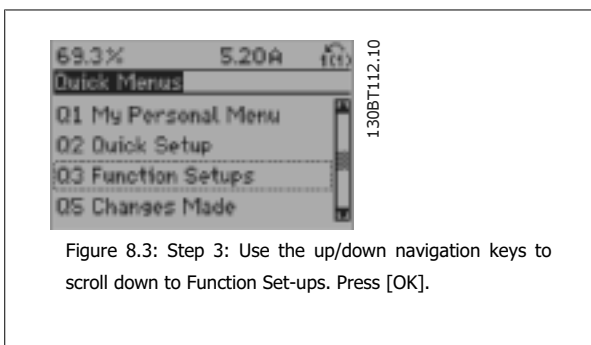 69.3% 5.20A 1(1)
Quick Menus
Q1 My Personal Menu
Q2 Quick Setup
Q3 Function Setups
Q5 Changes Made
130BT112.10
Figure 8.3: Step 3: Use the up/down navigation keys to
scroll down to Function Set-ups. Press [OK].